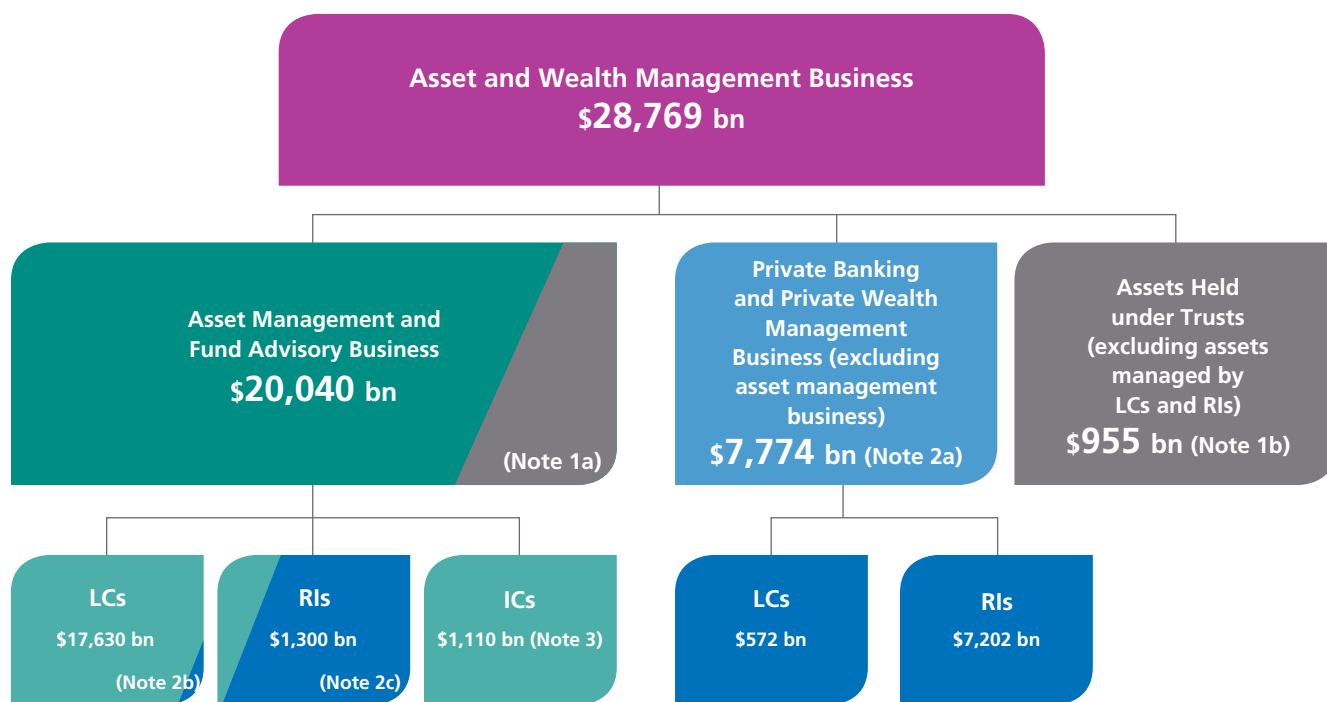 Asset and Wealth Management Business
$28,769 bn
Asset Management and
Fund Advisory Business
$20,040 bn
(Note 1a)
Private Banking
and Private Wealth
Management
Business (excluding
asset management
business)
$7,774 bn (Note 2a)
Assets Held
under Trusts
(excluding assets
managed by
LCs and RIs)
$955 bn (Note 1b)
LCs
$17,630 bn
(Note 2b)
RIs
$1,300 bn
(Note 2c)
ICs
$1,110 bn (Note 3)
LCs
$572 bn
RIs
$7,202 bn